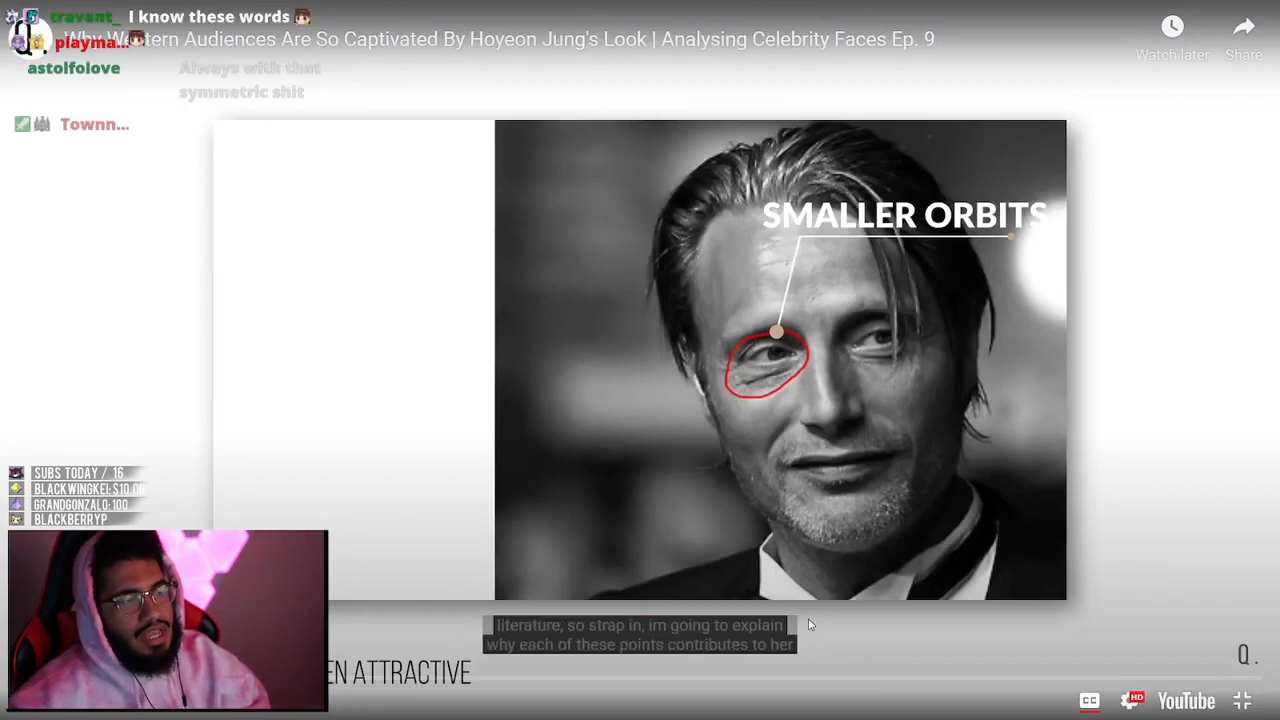 travant_ I know these words
Why Western Audiences Are So Captivated By Hoyeon Jung's Look | Analysing Celebrity Faces Ep. 9
playma...
astolfolove
Always with that
symmetric shit
Townn...
Watch later
Share
SMALLER ORBITS
SUBS TODAY / 16
BLACKWINGKEI: $10.00
GRANDGONZALO: 100
BLACKBERRYP
literature, so strap in, im going to explain
why each of these points contributes to her
EN ATTRACTIVE
Q.
CC
HD
YouTube